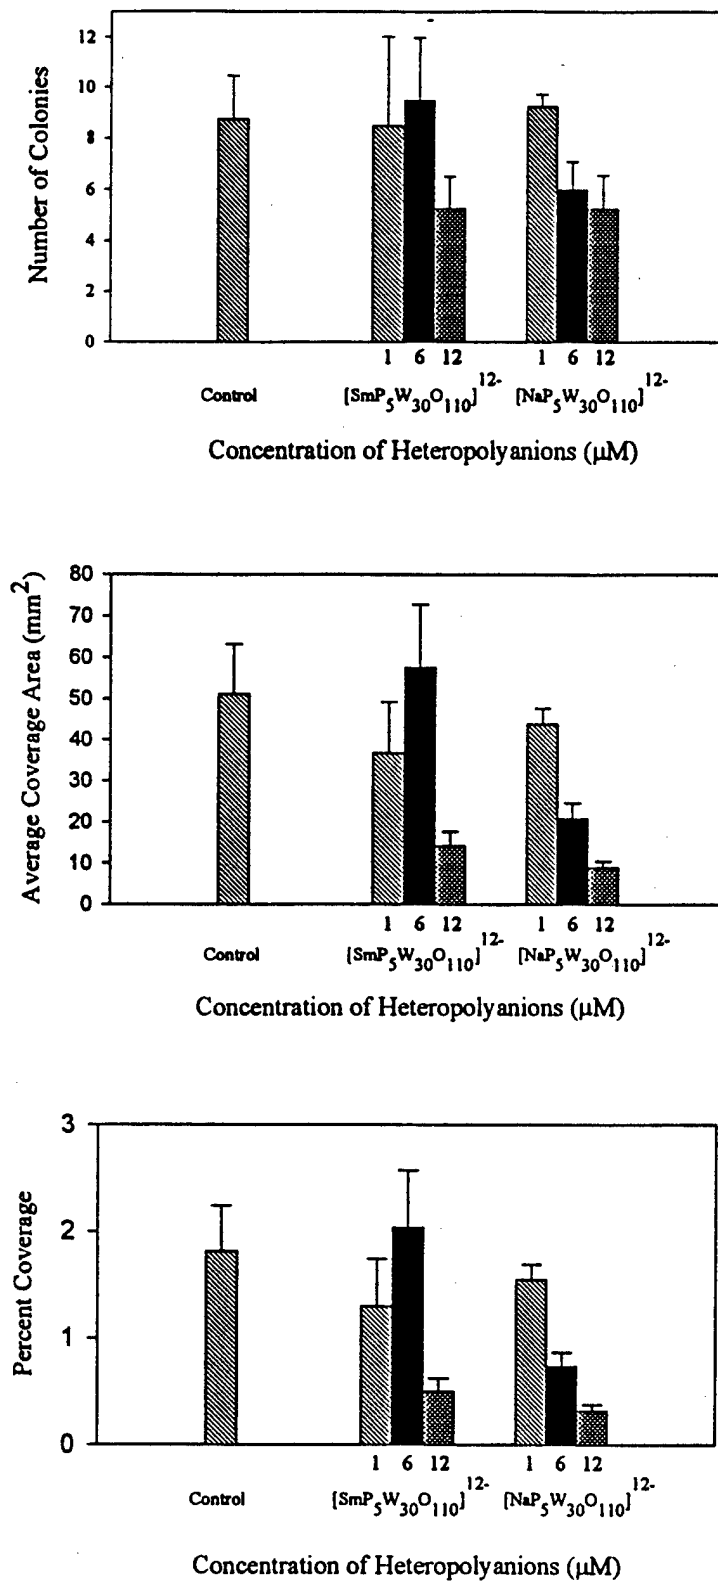 Number of Colonies
12
10
8
6
4
2
0
1 6 12 1 6 12
Control [SmP5W30O110]12- [NaP5W30O110]12-
Concentration of Heteropolyanions (μM)
Average Coverage Area (mm2)
80
70
60
50
40
30
20
10
0
1 6 12 1 6 12
Control [SmP5W30O110]12- [NaP5W30O110]12-
Concentration of Heteropolyanions (μM)
Percent Coverage
3
2
1
0
1 6 12 1 6 12
Control [SmP5W30O110]12- [NaP5W30O110]12-
Concentration of Heteropolyanions (μM)